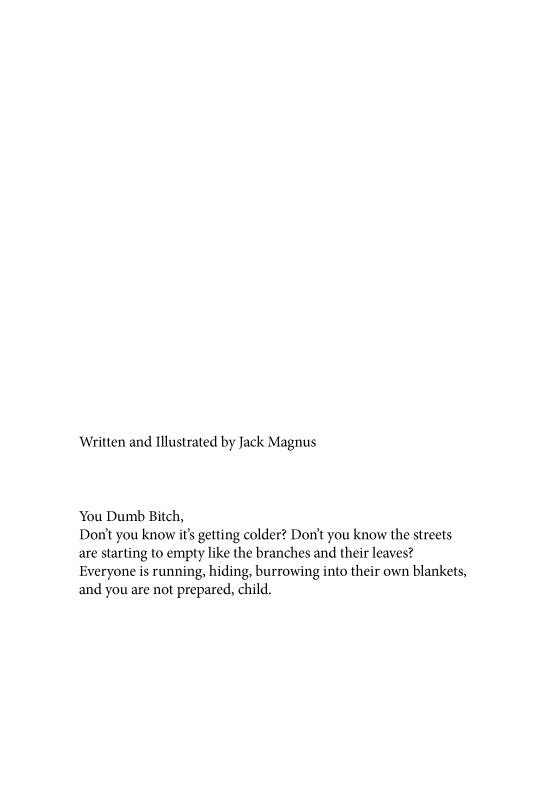 Written and Illustrated by Jack Magnus
You Dumb Bitch,
Don’t you know it’s getting colder? Don’t you know the streets
are starting to empty like the branches and their leaves?
Everyone is running, hiding, burrowing into their own blankets,
and you are not prepared, child.